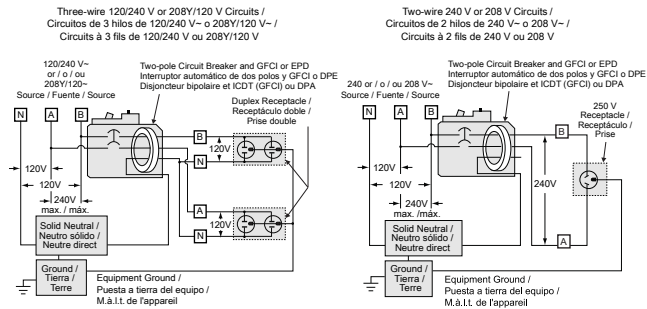 Three-wire 120/240 V or 208Y/120 V Circuits /
Circuitos de 3 hilos de 120/240 V~ o 208Y/120 V~ /
Circuits à 3 fils de 120/240 V ou 208Y/120 V
120/240 V~
or / o / ou
208Y/120~
Source / Fuente / Source
Two-pole Circuit Breaker and GFCI or EPD
Interruptor automático de dos polos y GFCI o DPE
Disjoncteur bipolaire et ICDT (GFCI) ou DPA
Duplex Receptacle /
Receptáculo doble /
Prise double
N
A
B
B
120V
N
120V
120V
240V
max. / máx.
A
120V
N
Solid Neutral /
Neutro sólido /
Neutre direct
Ground /
Tierra /
Terre
Equipment Ground /
Puesta a tierra del equipo /
M.à.l.t. de l'appareil
Two-wire 240 V or 208 V Circuits /
Circuitos de 2 hilos de 240 V~ o 208 V~ /
Circuits à 2 fils de 240 V ou 208 V
240 or / o / ou 208 V~
Source / Fuente / Source
Two-pole Circuit Breaker and GFCI or EPD
Interruptor automático de dos polos y GFCI o DPE
Disjoncteur bipolaire et ICDT (GFCI) ou DPA
250 V
Receptacle /
Receptáculo /
Prise
N
A
B
B
120V
120V
240V
max. /máx.
240V
A
Solid Neutral /
Neutro sólido /
Neutre direct
Ground /
Tierra /
Terre
Equipment Ground /
Puesta a tierra del equipo /
M.à.l.t. de l'appareil